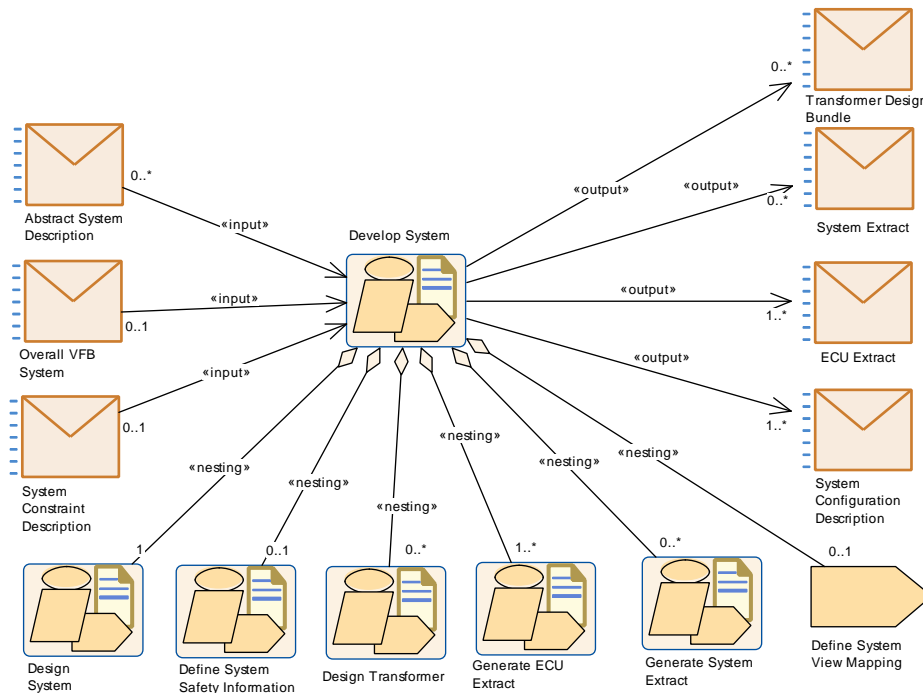 0..*
Transformer Design
Bundle
0..*
«output»
«output»
0..*
System Extract
Abstract System
Description
«input»
Develop System
«input»
0..1
Overall VFB
System
«output»
1..*
ECU Extract
«input»
0..1
«output»
1..*
System
Constraint
Description
System
Configuration
Description
«nesting»
«nesting»
«nesting»
«nesting»
«nesting»
«nesting»
1
0..1
0..*
1..*
0..*
0..1
Design
System
Define System
Safety Information
Design Transformer
Generate ECU
Extract
Generate System
Extract
Define System
View Mapping